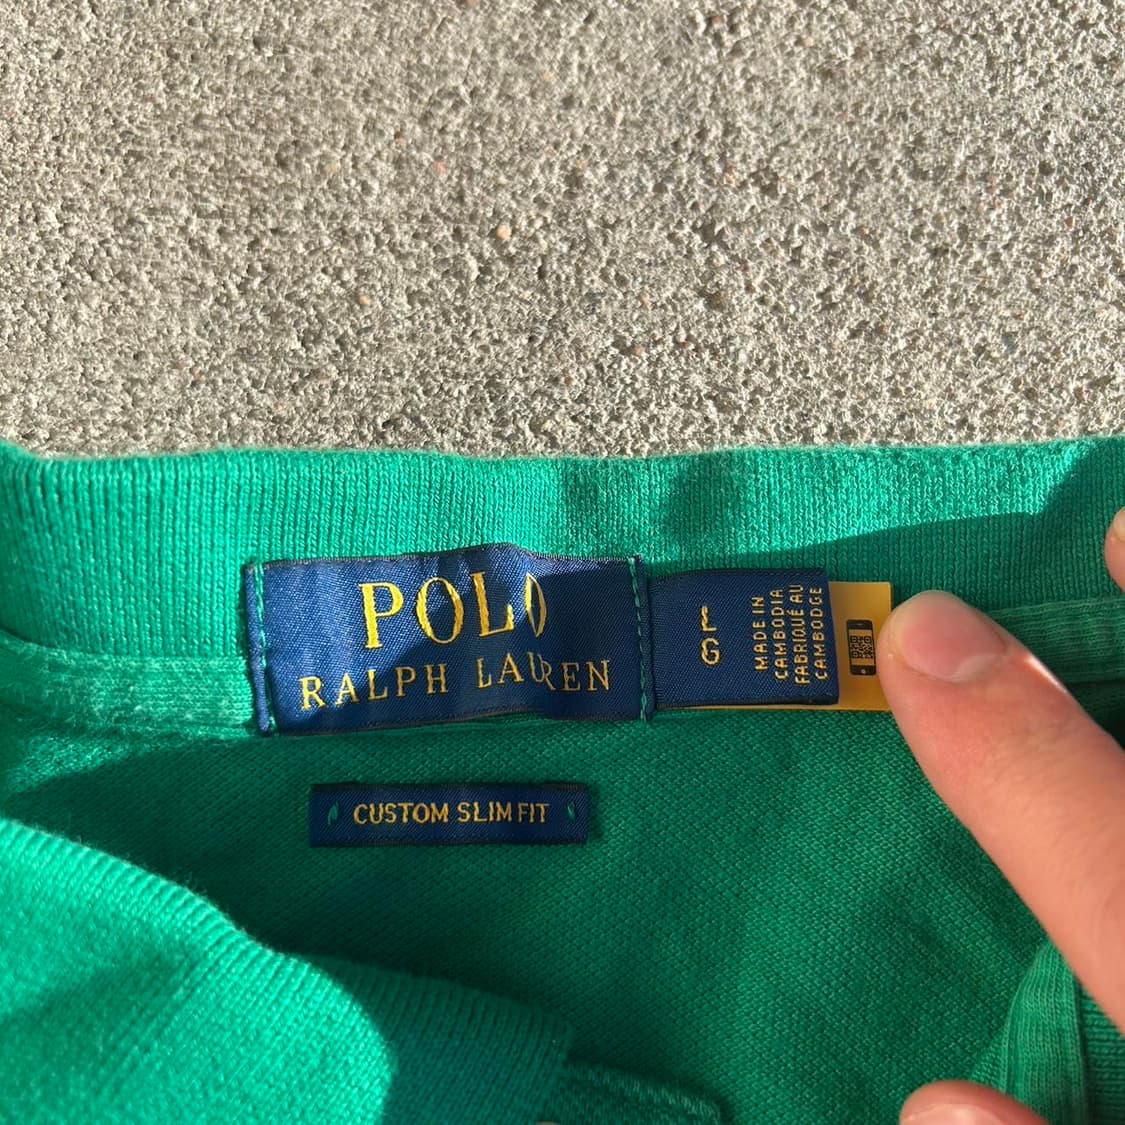 POLO
RALPH LAUREN
L
G
MADE IN
CAMBODIA
FABRIQUÉ AU
CAMBODGE
CUSTOM SLIM FIT